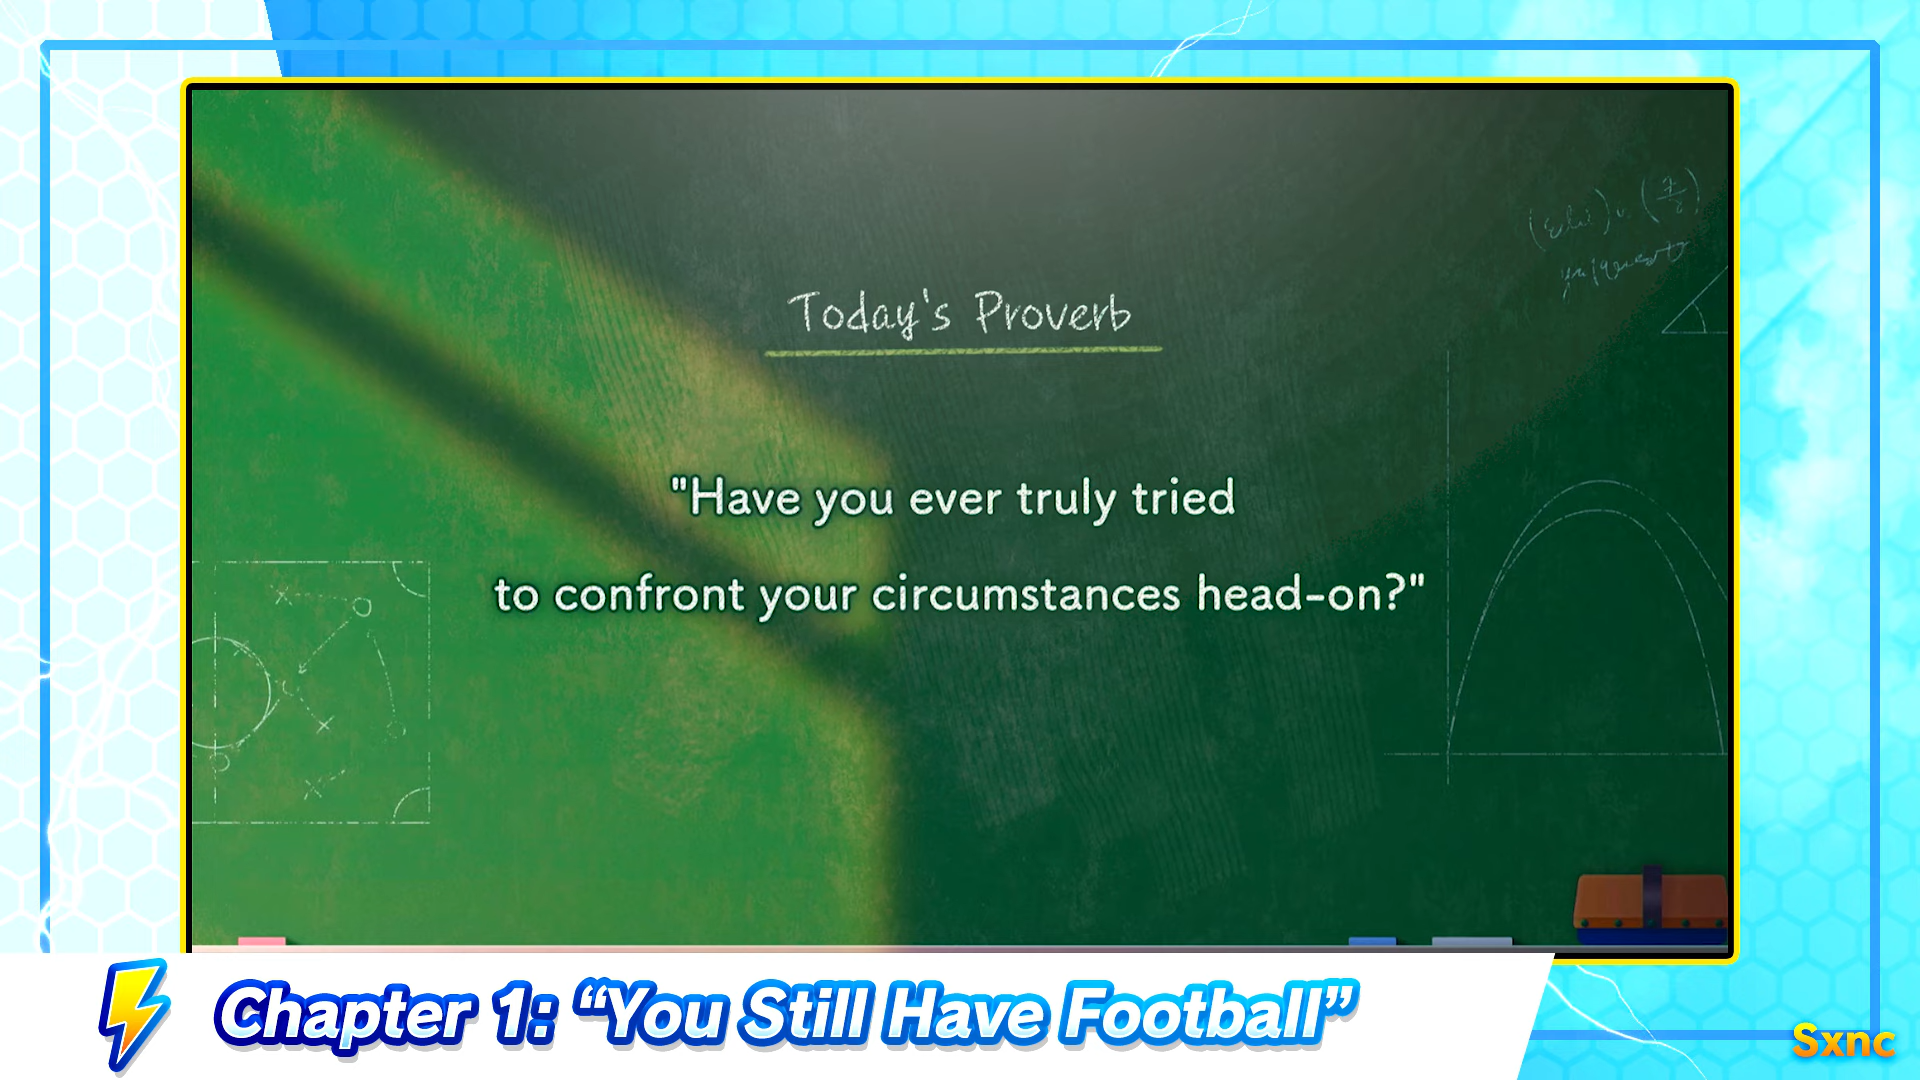 Today's Proverb
"Have you ever truly tried
to confront your circumstances head-on?"
Chapter 1: “You Still Have Football”
Sxnc